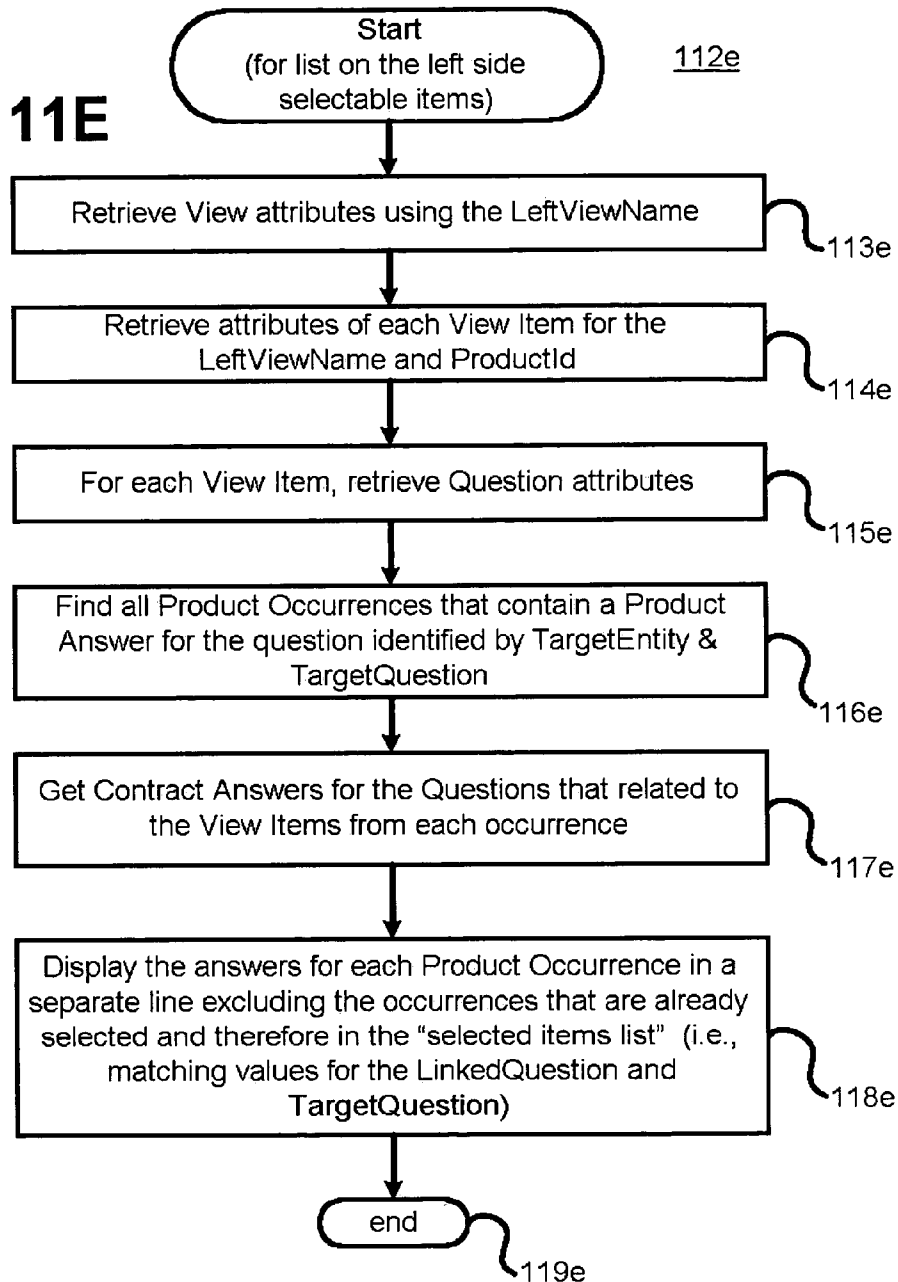 Start
(for list on the left side
selectable items)
112e
11E
Retrieve View attributes using the LeftViewName
113e
Retrieve attributes of each View Item for the
LeftViewName and ProductId
114e
For each View Item, retrieve Question attributes
115e
Find all Product Occurrences that contain a Product
Answer for the question identified by TargetEntity &
TargetQuestion
116e
Get Contract Answers for the Questions that related to
the View Items from each occurrence
117e
Display the answers for each Product Occurrence in a
separate line excluding the occurrences that are already
selected and therefore in the “selected items list” (i.e.,
matching values for the LinkedQuestion and
TargetQuestion)
118e
end
119e